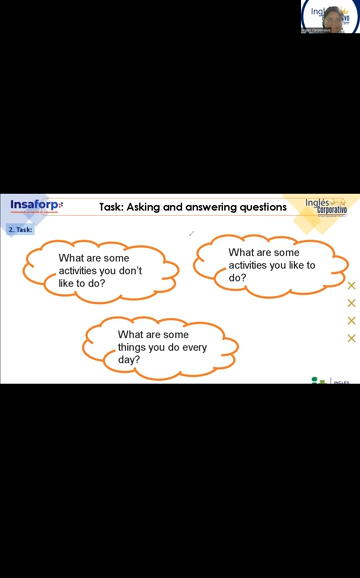 Insaforp
Task: Asking and answering questions
Inglés
Corporativo
2. Task:
What are some
activities you don't
like to do?
What are some
activities you like to
do?
What are some
things you do every
day?
INGLÉS